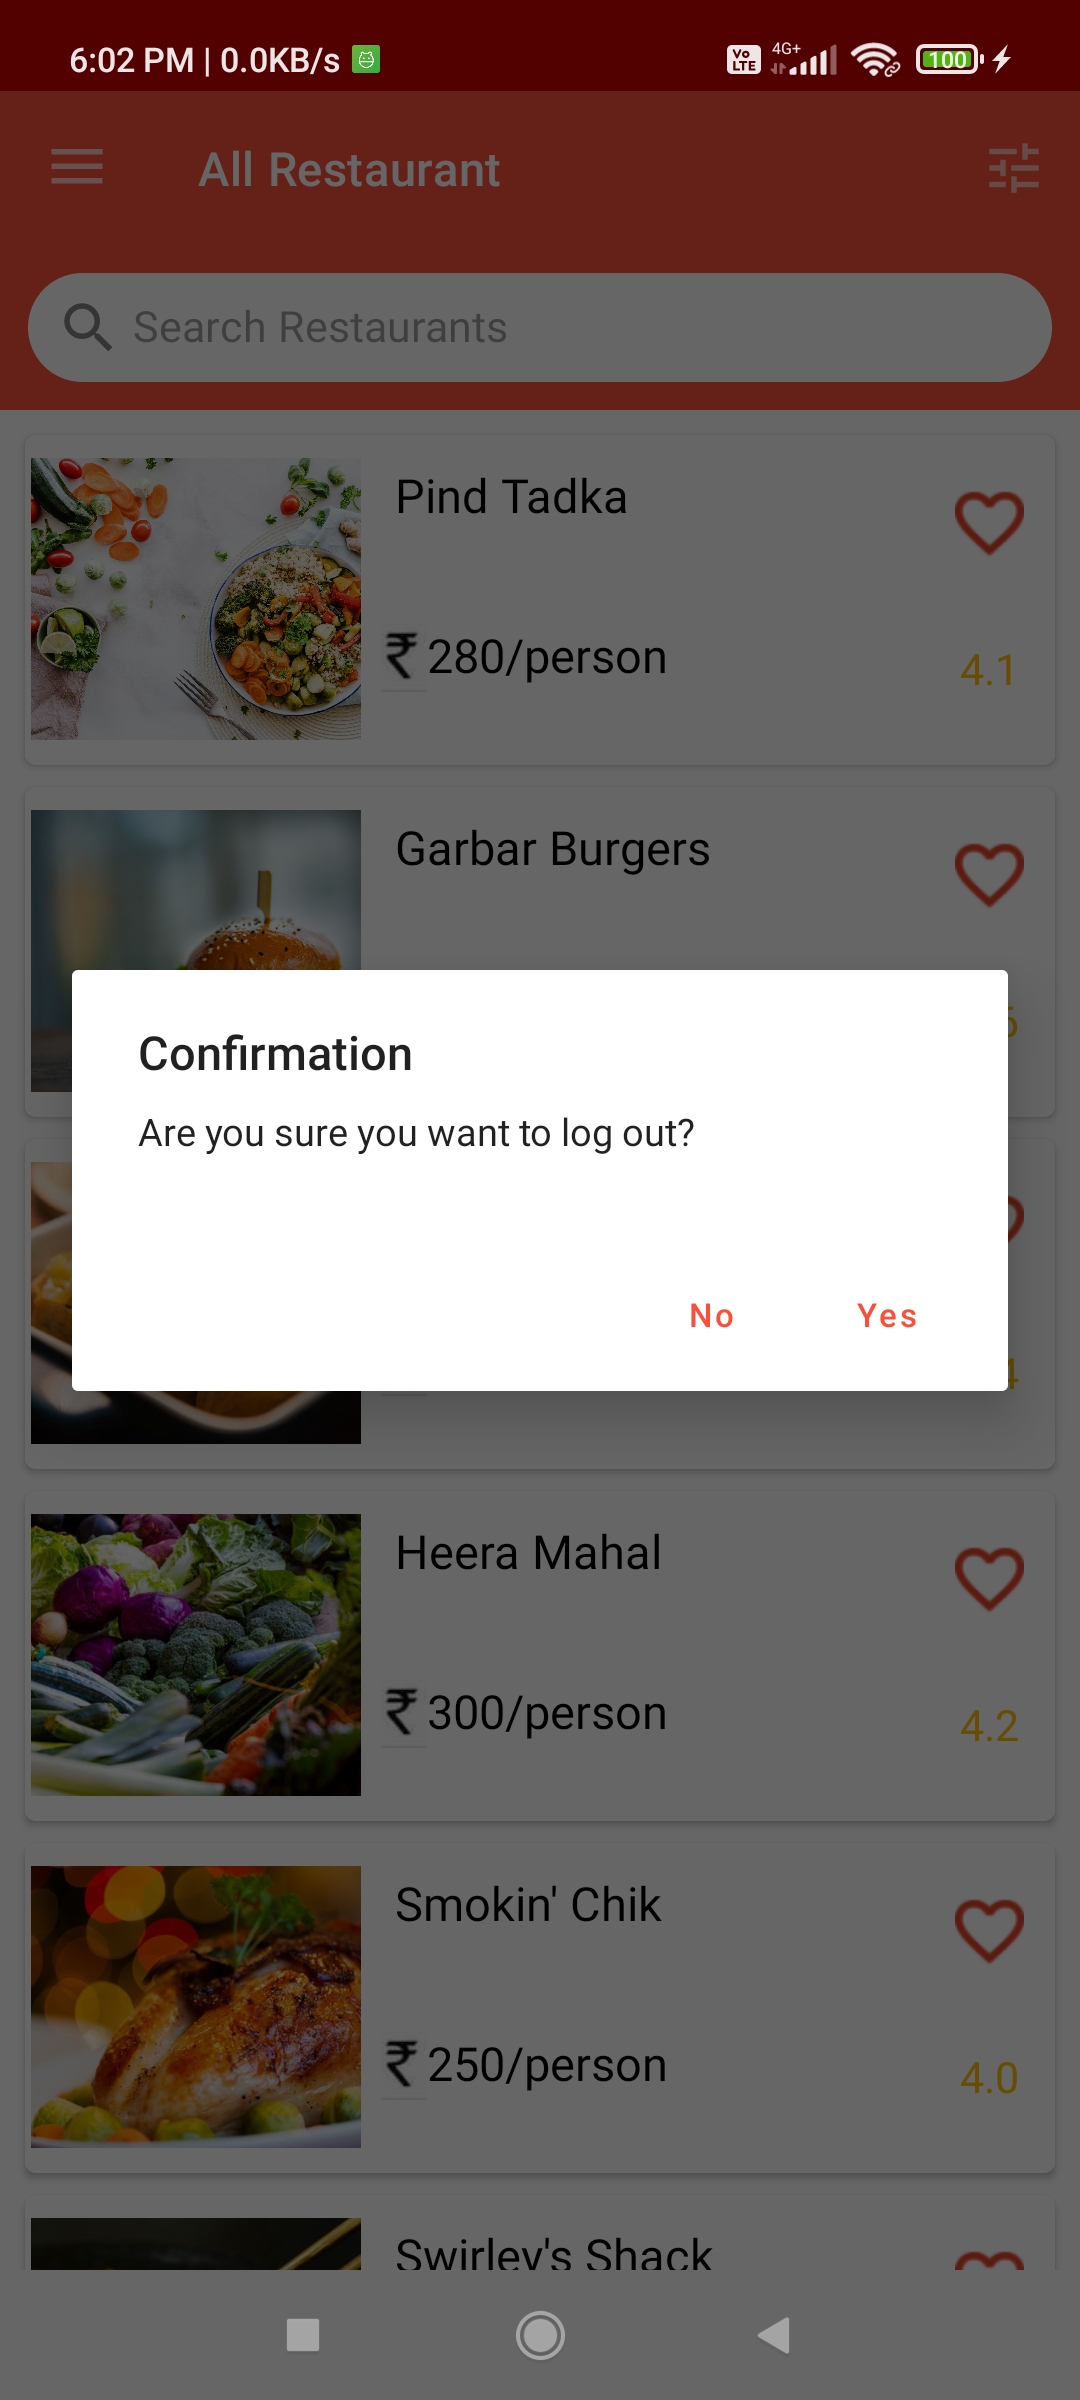 6:02 PM | 0.0KB/s
Vo LTE 4G+ 100
All Restaurant
Search Restaurants
Pind Tadka
₹ 280/person
4.1
Garbar Burgers
Confirmation
Are you sure you want to log out?
No Yes
Heera Mahal
₹ 300/person
4.2
Smokin' Chik
₹ 250/person
4.0
Swirley's Shack